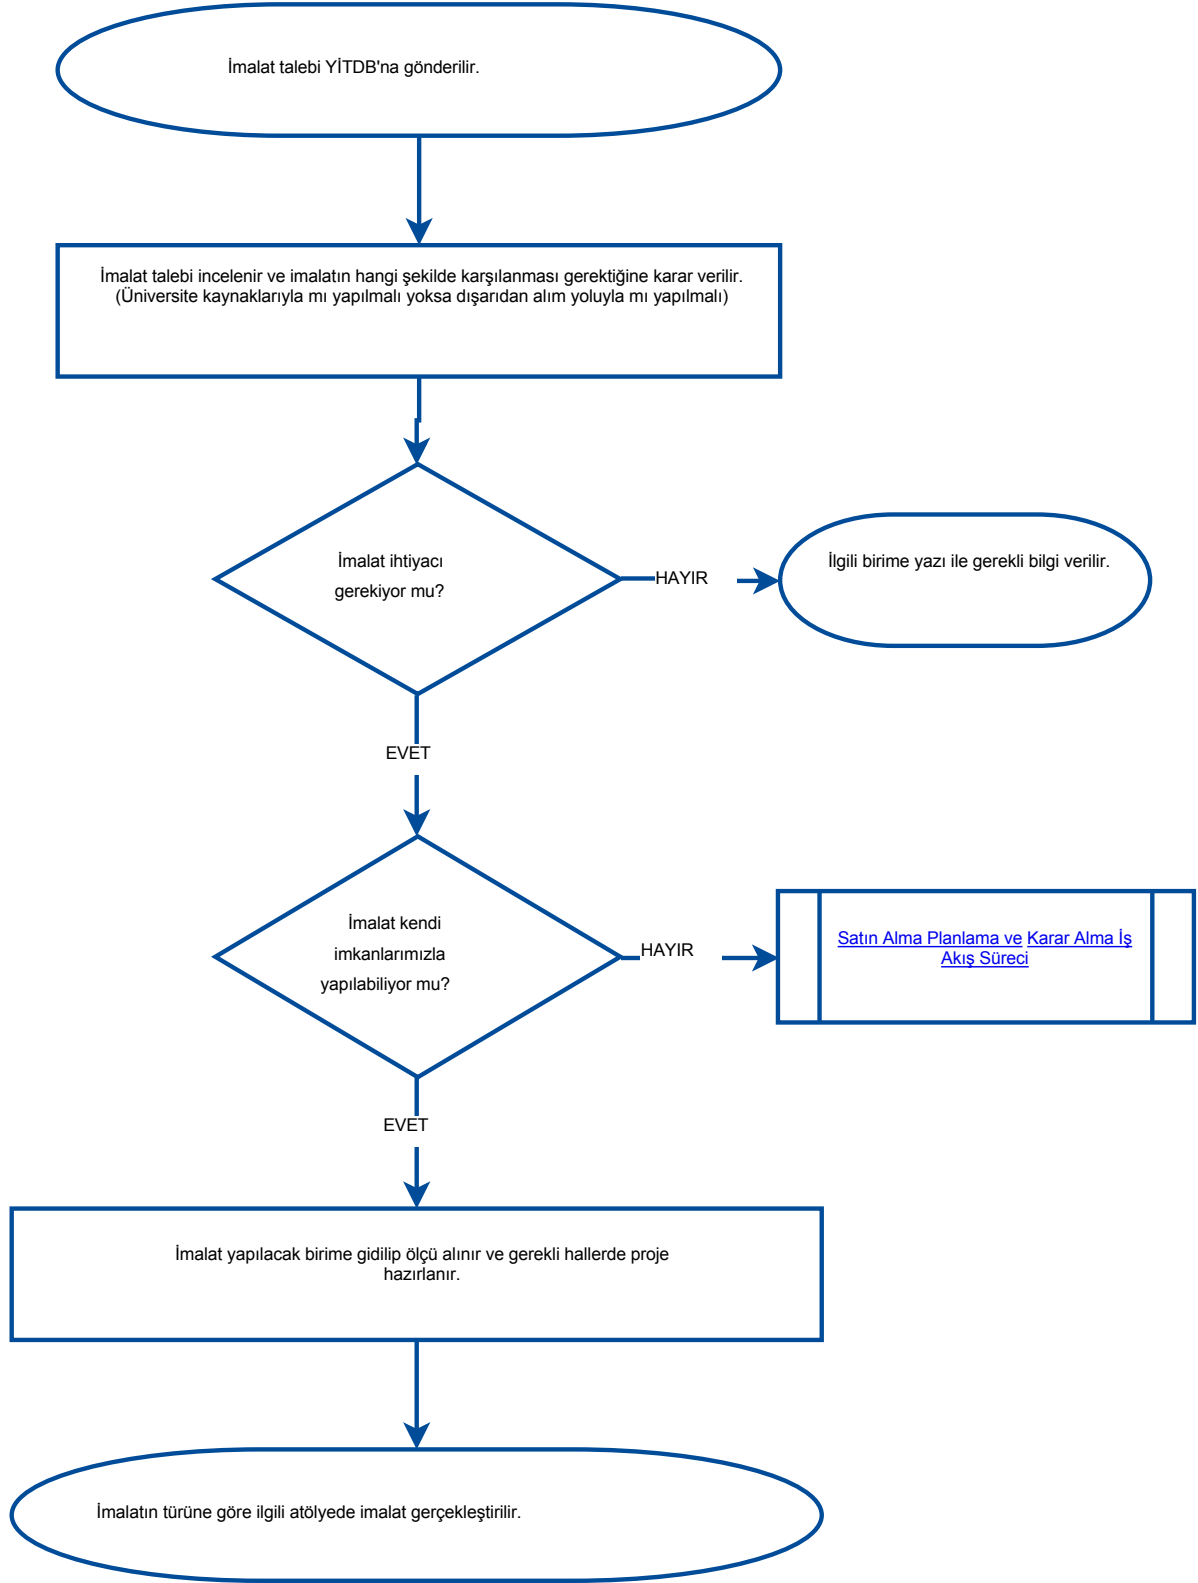 İmalat talebi YİTDB'na gönderilir.
İmalat talebi incelenir ve imalatın hangi şekilde karşılanması gerektiğine karar verilir.
(Üniversite kaynaklarıyla mı yapılmalı yoksa dışarıdan alım yoluyla mı yapılmalı)
İmalat ihtiyacı
gerekiyor mu?
HAYIR
İlgili birime yazı ile gerekli bilgi verilir.
EVET
İmalat kendi
imkanlarımızla
yapılabiliyor mu?
HAYIR
Satın Alma Planlama ve Karar Alma İş
Akış Süreci
EVET
İmalat yapılacak birime gidilip ölçü alınır ve gerekli hallerde proje
hazırlanır.
İmalatın türüne göre ilgili atölyede imalat gerçekleştirilir.